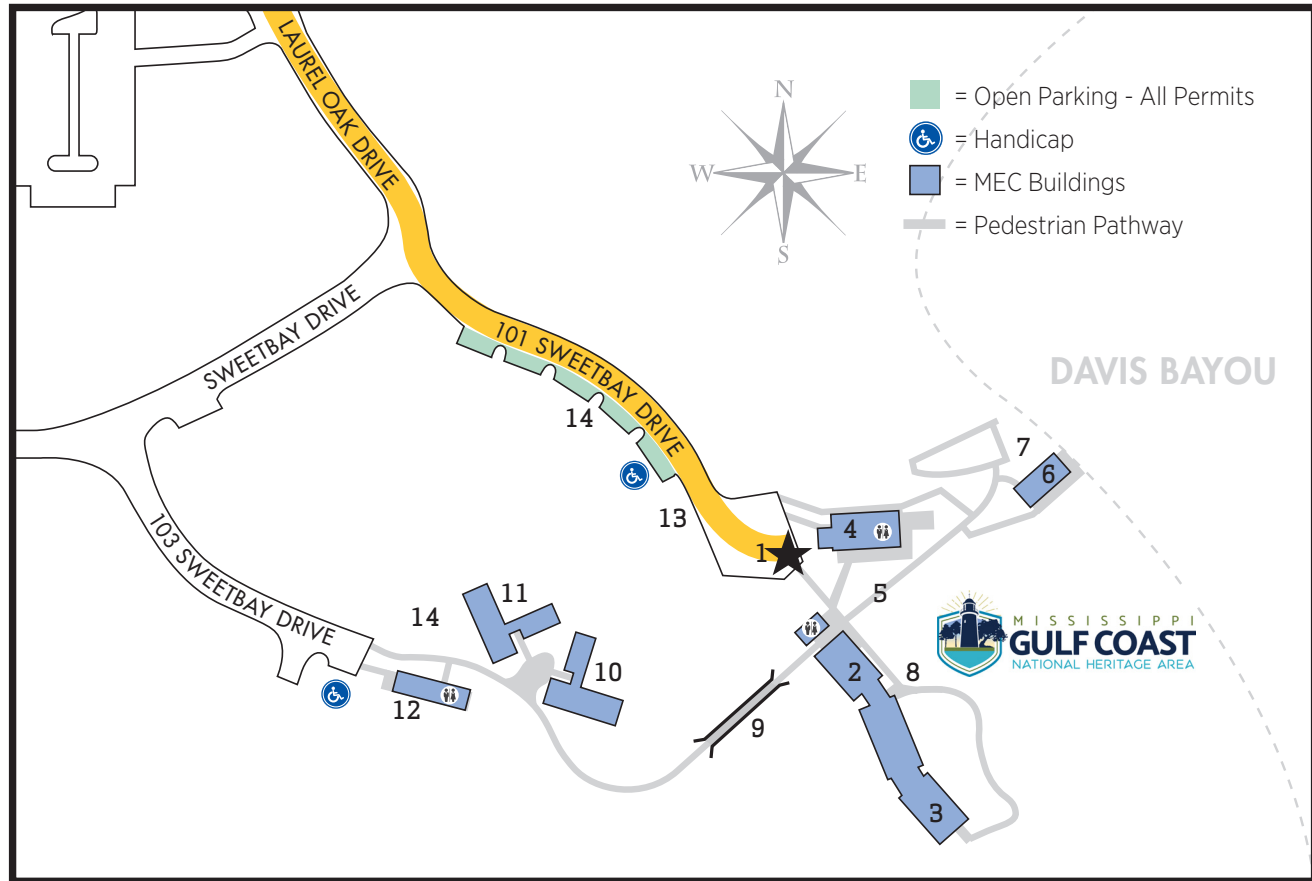 LAUREL OAK DRIVE
N
W
E
S
= Open Parking - All Permits
= Handicap
= MEC Buildings
= Pedestrian Pathway
SWEETBAY DRIVE
101 SWEETBAY DRIVE
DAVIS BAYOU
14
7
6
13
4
1
5
103 SWEETBAY DRIVE
11
14
MISSISSIPPI
GULF COAST
NATIONAL HERITAGE AREA
2
8
10
12
9
3